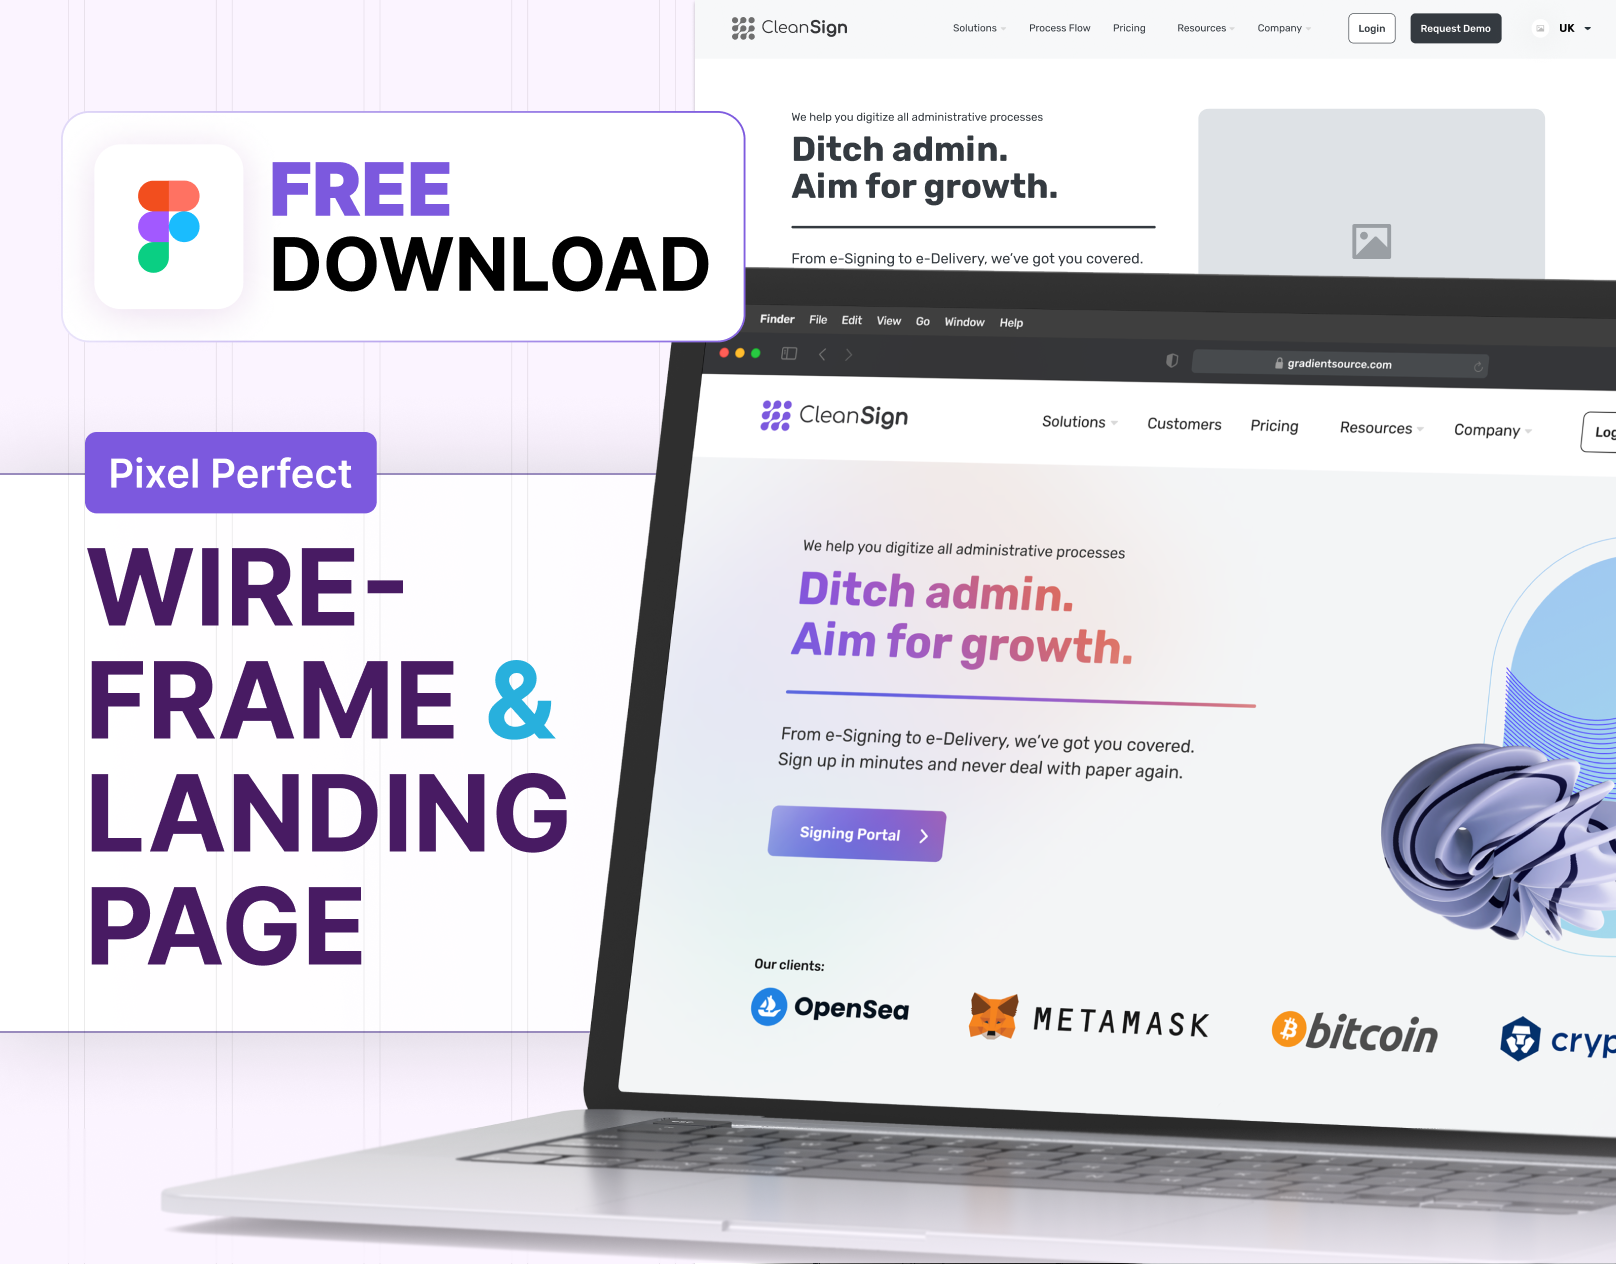 CleanSign
Solutions Process Flow Pricing Resources Company Login Request Demo UK
We help you digitize all administrative processes
Ditch admin.
Aim for growth.
From e-Signing to e-Delivery, we've got you covered.
FREE
DOWNLOAD
Pixel Perfect
WIRE-
FRAME &
LANDING
PAGE
Finder File Edit View Go Window Help
gradientsource.com
CleanSign
Solutions Customers Pricing Resources Company
We help you digitize all administrative processes
Ditch admin.
Aim for growth.
From e-Signing to e-Delivery, we've got you covered.
Sign up in minutes and never deal with paper again.
Signing Portal
Our clients:
OpenSea
METAMASK
bitcoin